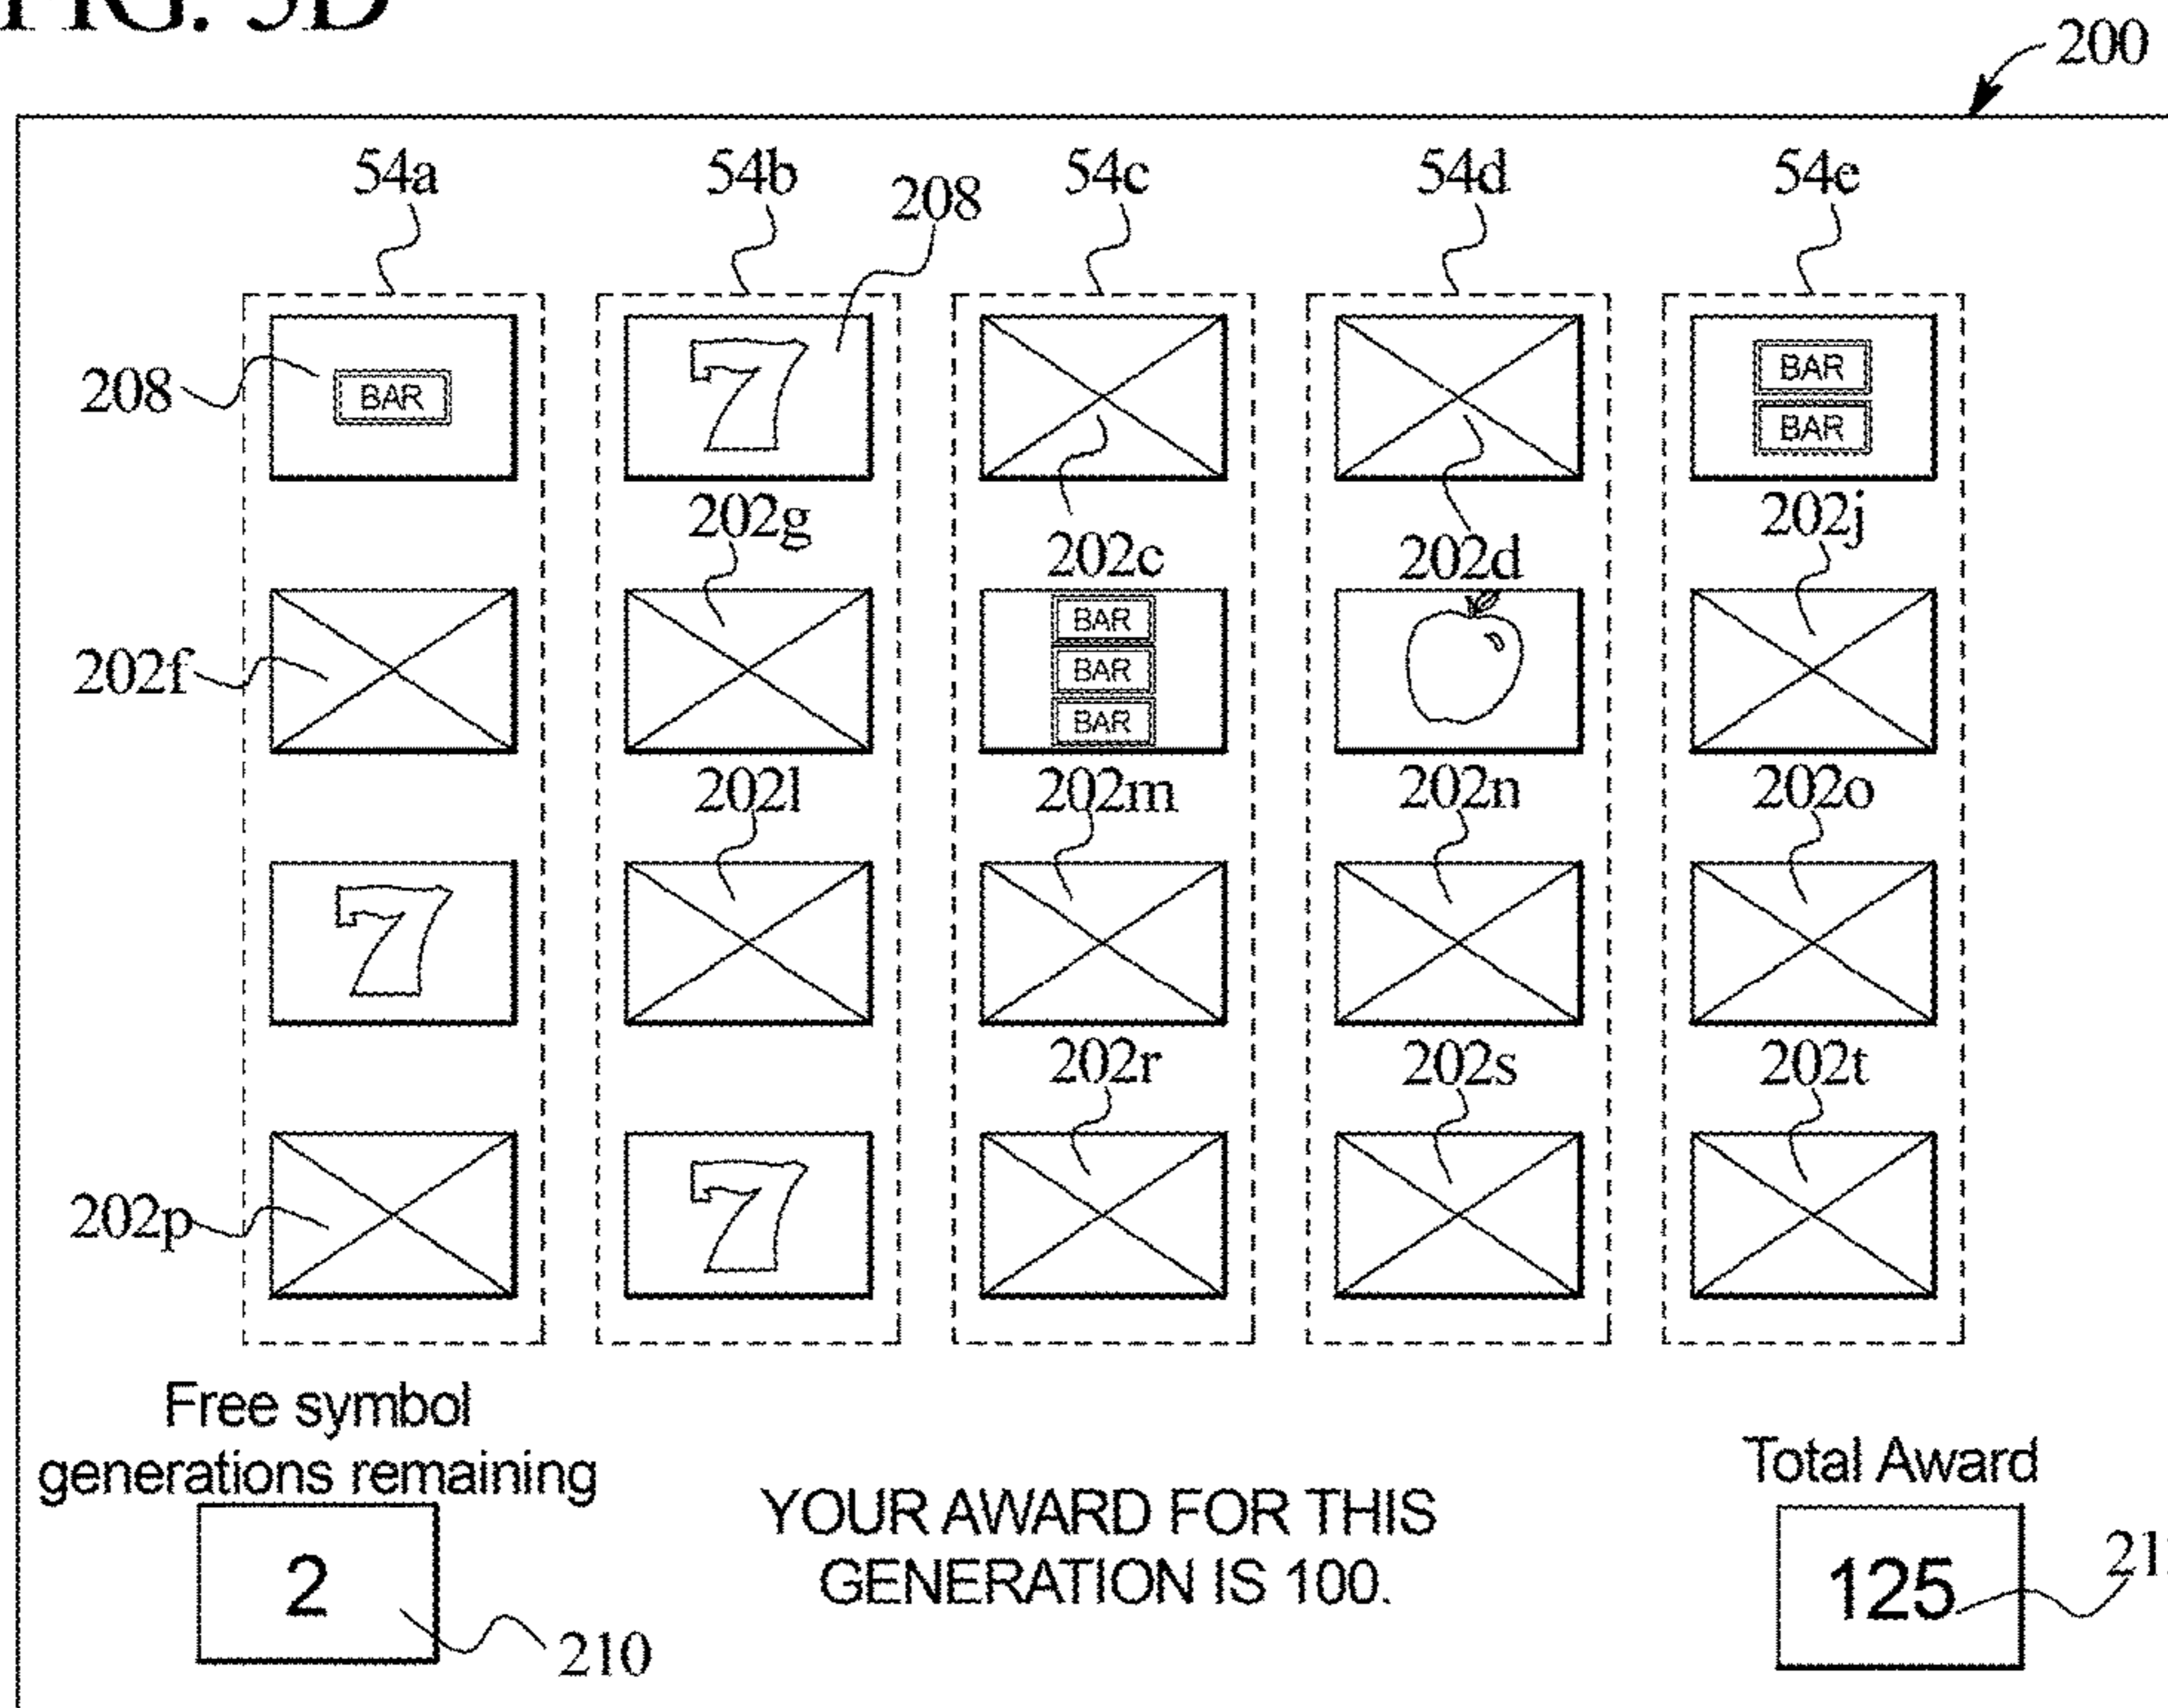 FIG. 5D
200
54a 54b 208 54c 54d 54e
208 BAR 7 BAR
BAR
202g 202c 202d 202j
202f BAR
BAR
BAR
202l 202m 202n 202o
7
202r 202s 202t
202p 7
Free symbol
generations remaining
2
210
YOUR AWARD FOR THIS
GENERATION IS 100.
Total Award
125